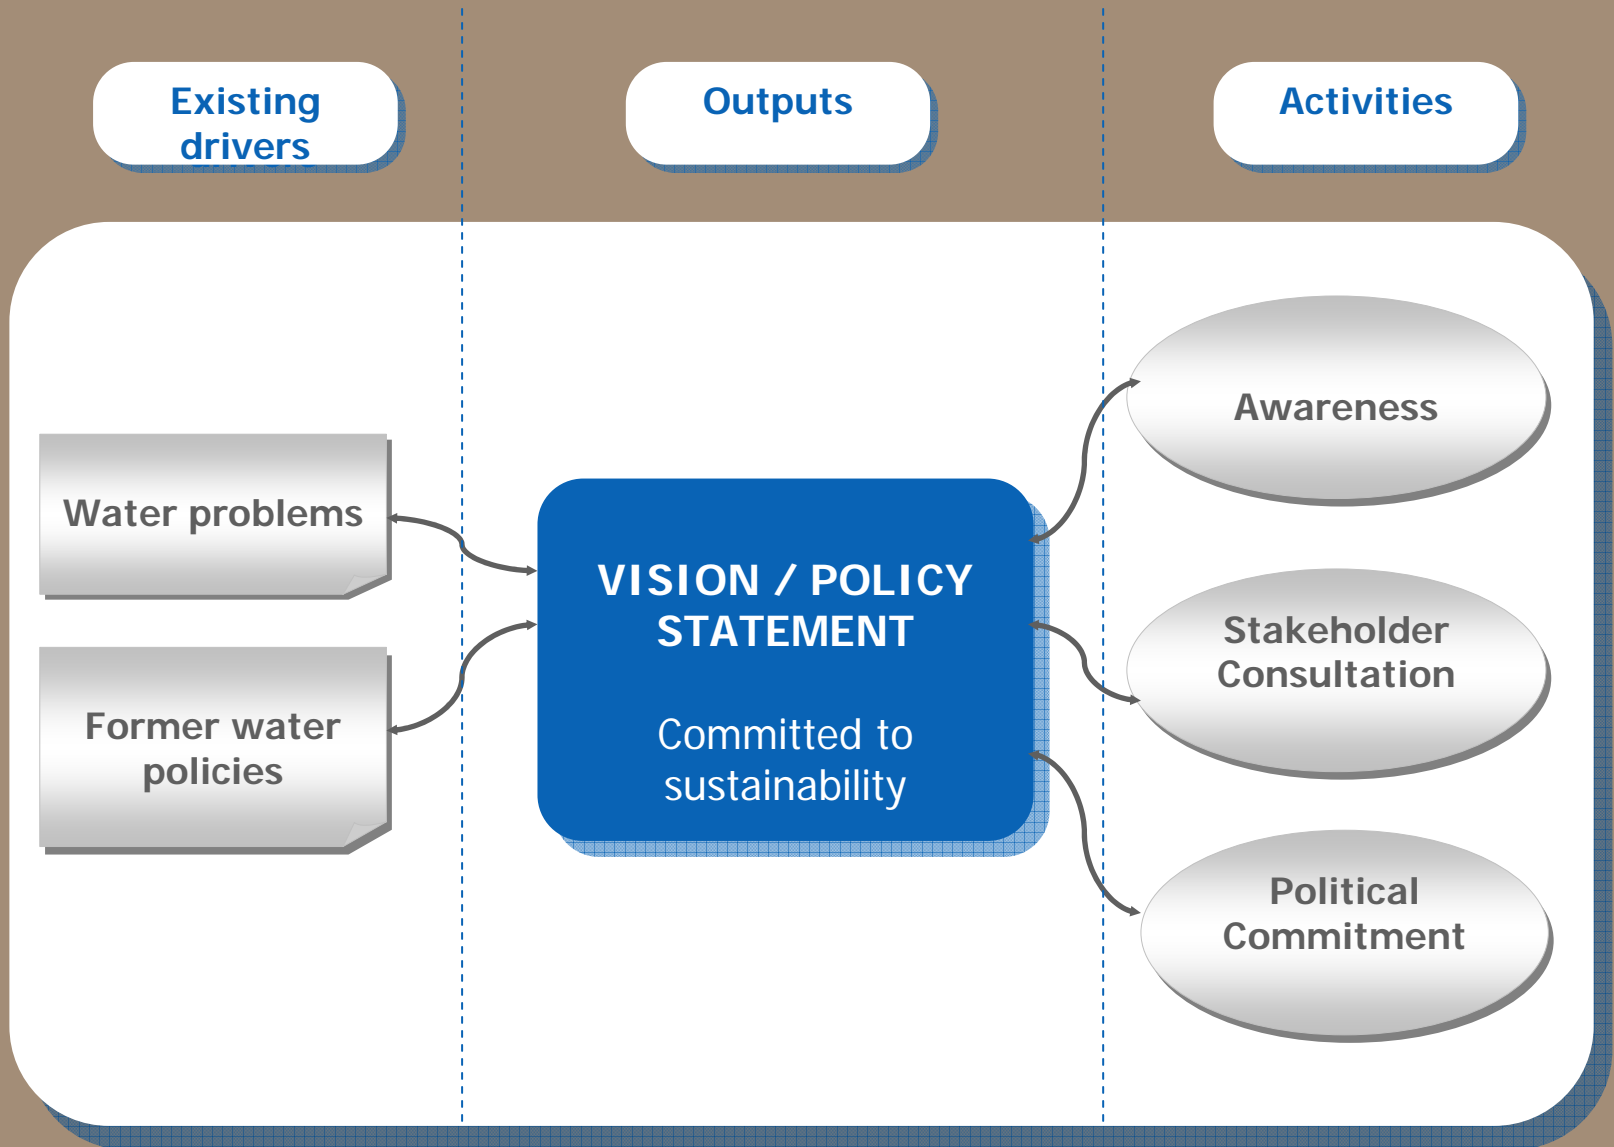 Existing
drivers
Outputs
Activities
Water problems
Former water
policies
VISION / POLICY
STATEMENT
Committed to
sustainability
Awareness
Stakeholder
Consultation
Political
Commitment